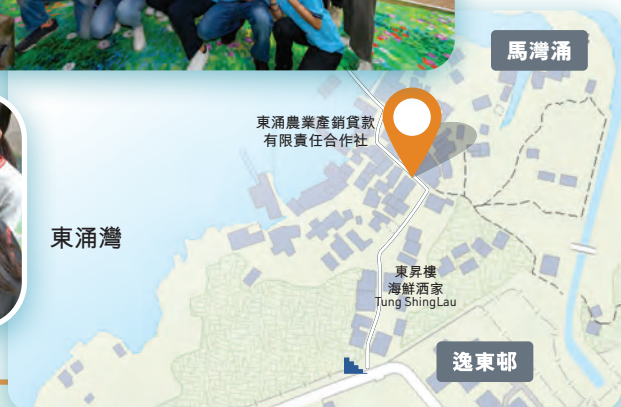 馬灣涌
東涌農業產銷貸款
有限責任合作社
東涌灣
東昇樓
海鮮酒家
Tung ShingLau
逸東邨